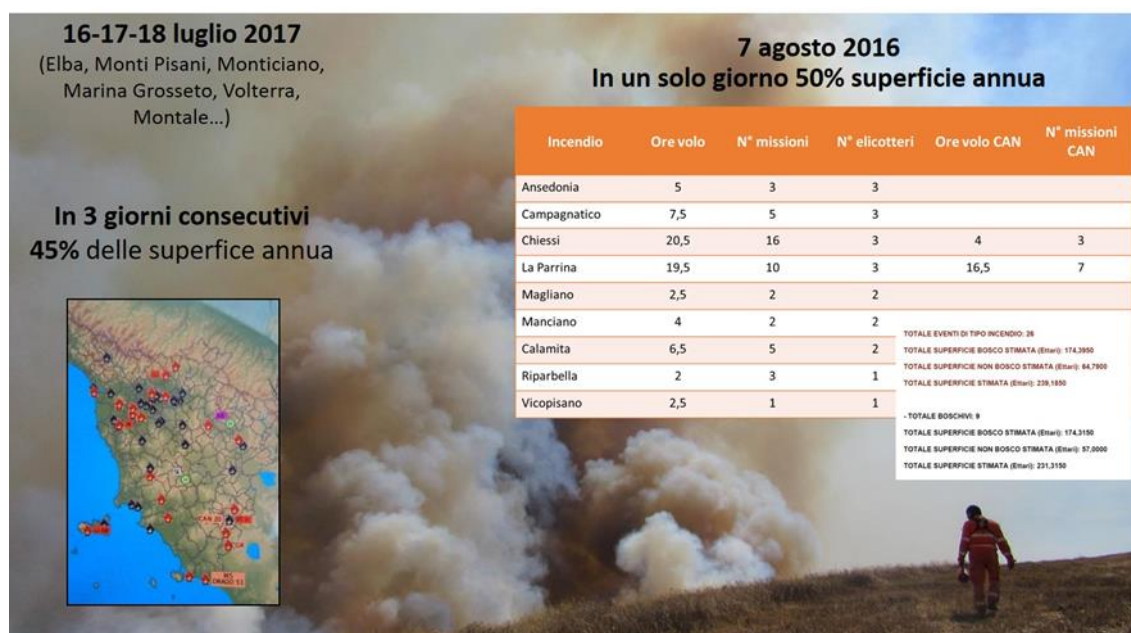 16-17-18 luglio 2017
(Elba, Monti Pisani, Monticiano,
Marina Grosseto, Volterra,
Montale...)
In 3 giorni consecutivi
45% delle superfice annua
7 agosto 2016
In un solo giorno 50% superficie annua
Incendio Ore volo N° missioni N° elicotteri Ore volo CAN N° missioni CAN
Ansedonia 5 3 3
Campagnatico 7,5 5 3
Chiessi 20,5 16 3 4 3
La Parrina 19,5 10 3 16,5 7
Magliano 2,5 2 2
Manciano 4 2 2
Calamita 6,5 5 2
Riparbella 2 3 1
Vicopisano 2,5 1 1
TOTALE EVENTI DI TIPO INCENDIO: 26
TOTALE SUPERFICIE BOSCO STIMATA (Ettari): 174,3950
TOTALE SUPERFICIE NON BOSCO STIMATA (Ettari): 64,7900
TOTALE SUPERFICIE STIMATA (Ettari): 239,1850
- TOTALE BOSCHIVI: 9
TOTALE SUPERFICIE BOSCO STIMATA (Ettari): 174,3150
TOTALE SUPERFICIE NON BOSCO STIMATA (Ettari): 57,0000
TOTALE SUPERFICIE STIMATA (Ettari): 231,3150
CAN 20
DRAGO 51